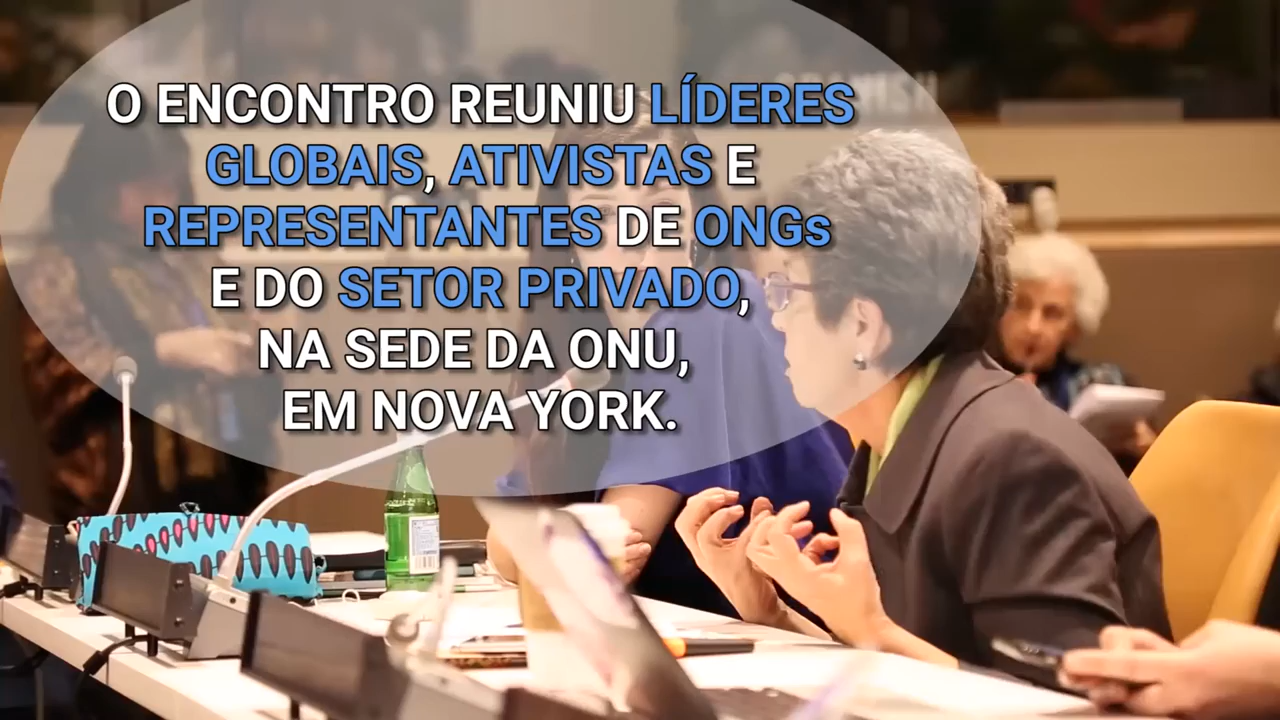 O ENCONTRO REUNIU LÍDERES
GLOBAIS, ATIVISTAS E
REPRESENTANTES DE ONGs
E DO SETOR PRIVADO,
NA SEDE DA ONU,
EM NOVA YORK.